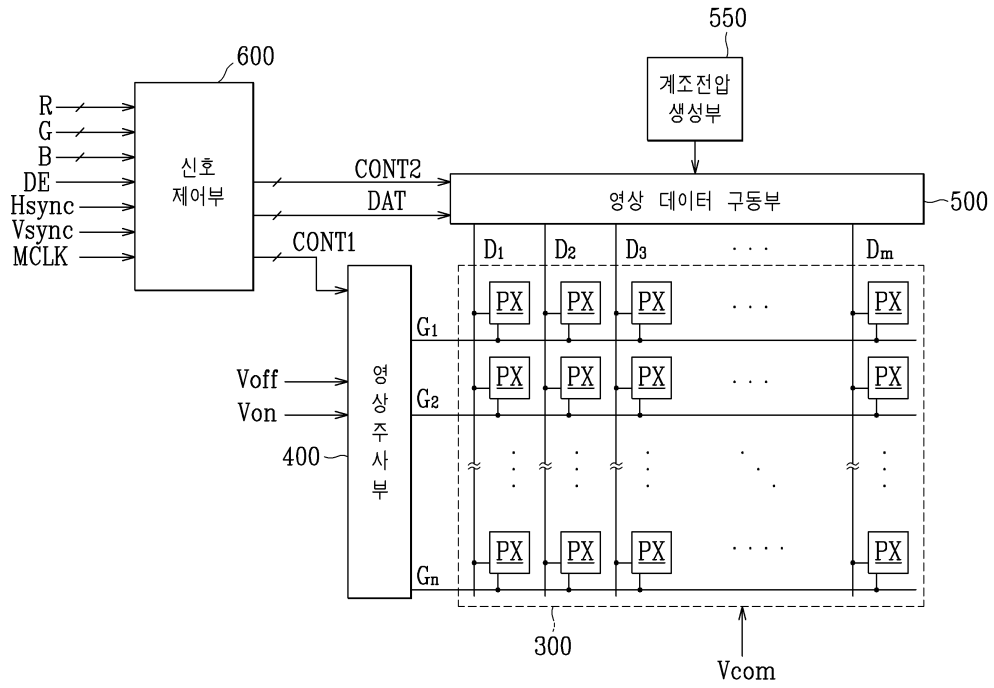 550
600
계조전압
생성부
R
G
B
DE
Hsync
Vsync
MCLK
신호
제어부
CONT2
DAT
CONT1
영상 데이터 구동부
500
D1 D2 D3 · · · Dm
PX PX PX · · · PX
G1
PX PX PX · · · PX
G2
Voff
Von
400
영
상
주
사
부
PX PX PX · · · · PX
Gn
300
Vcom